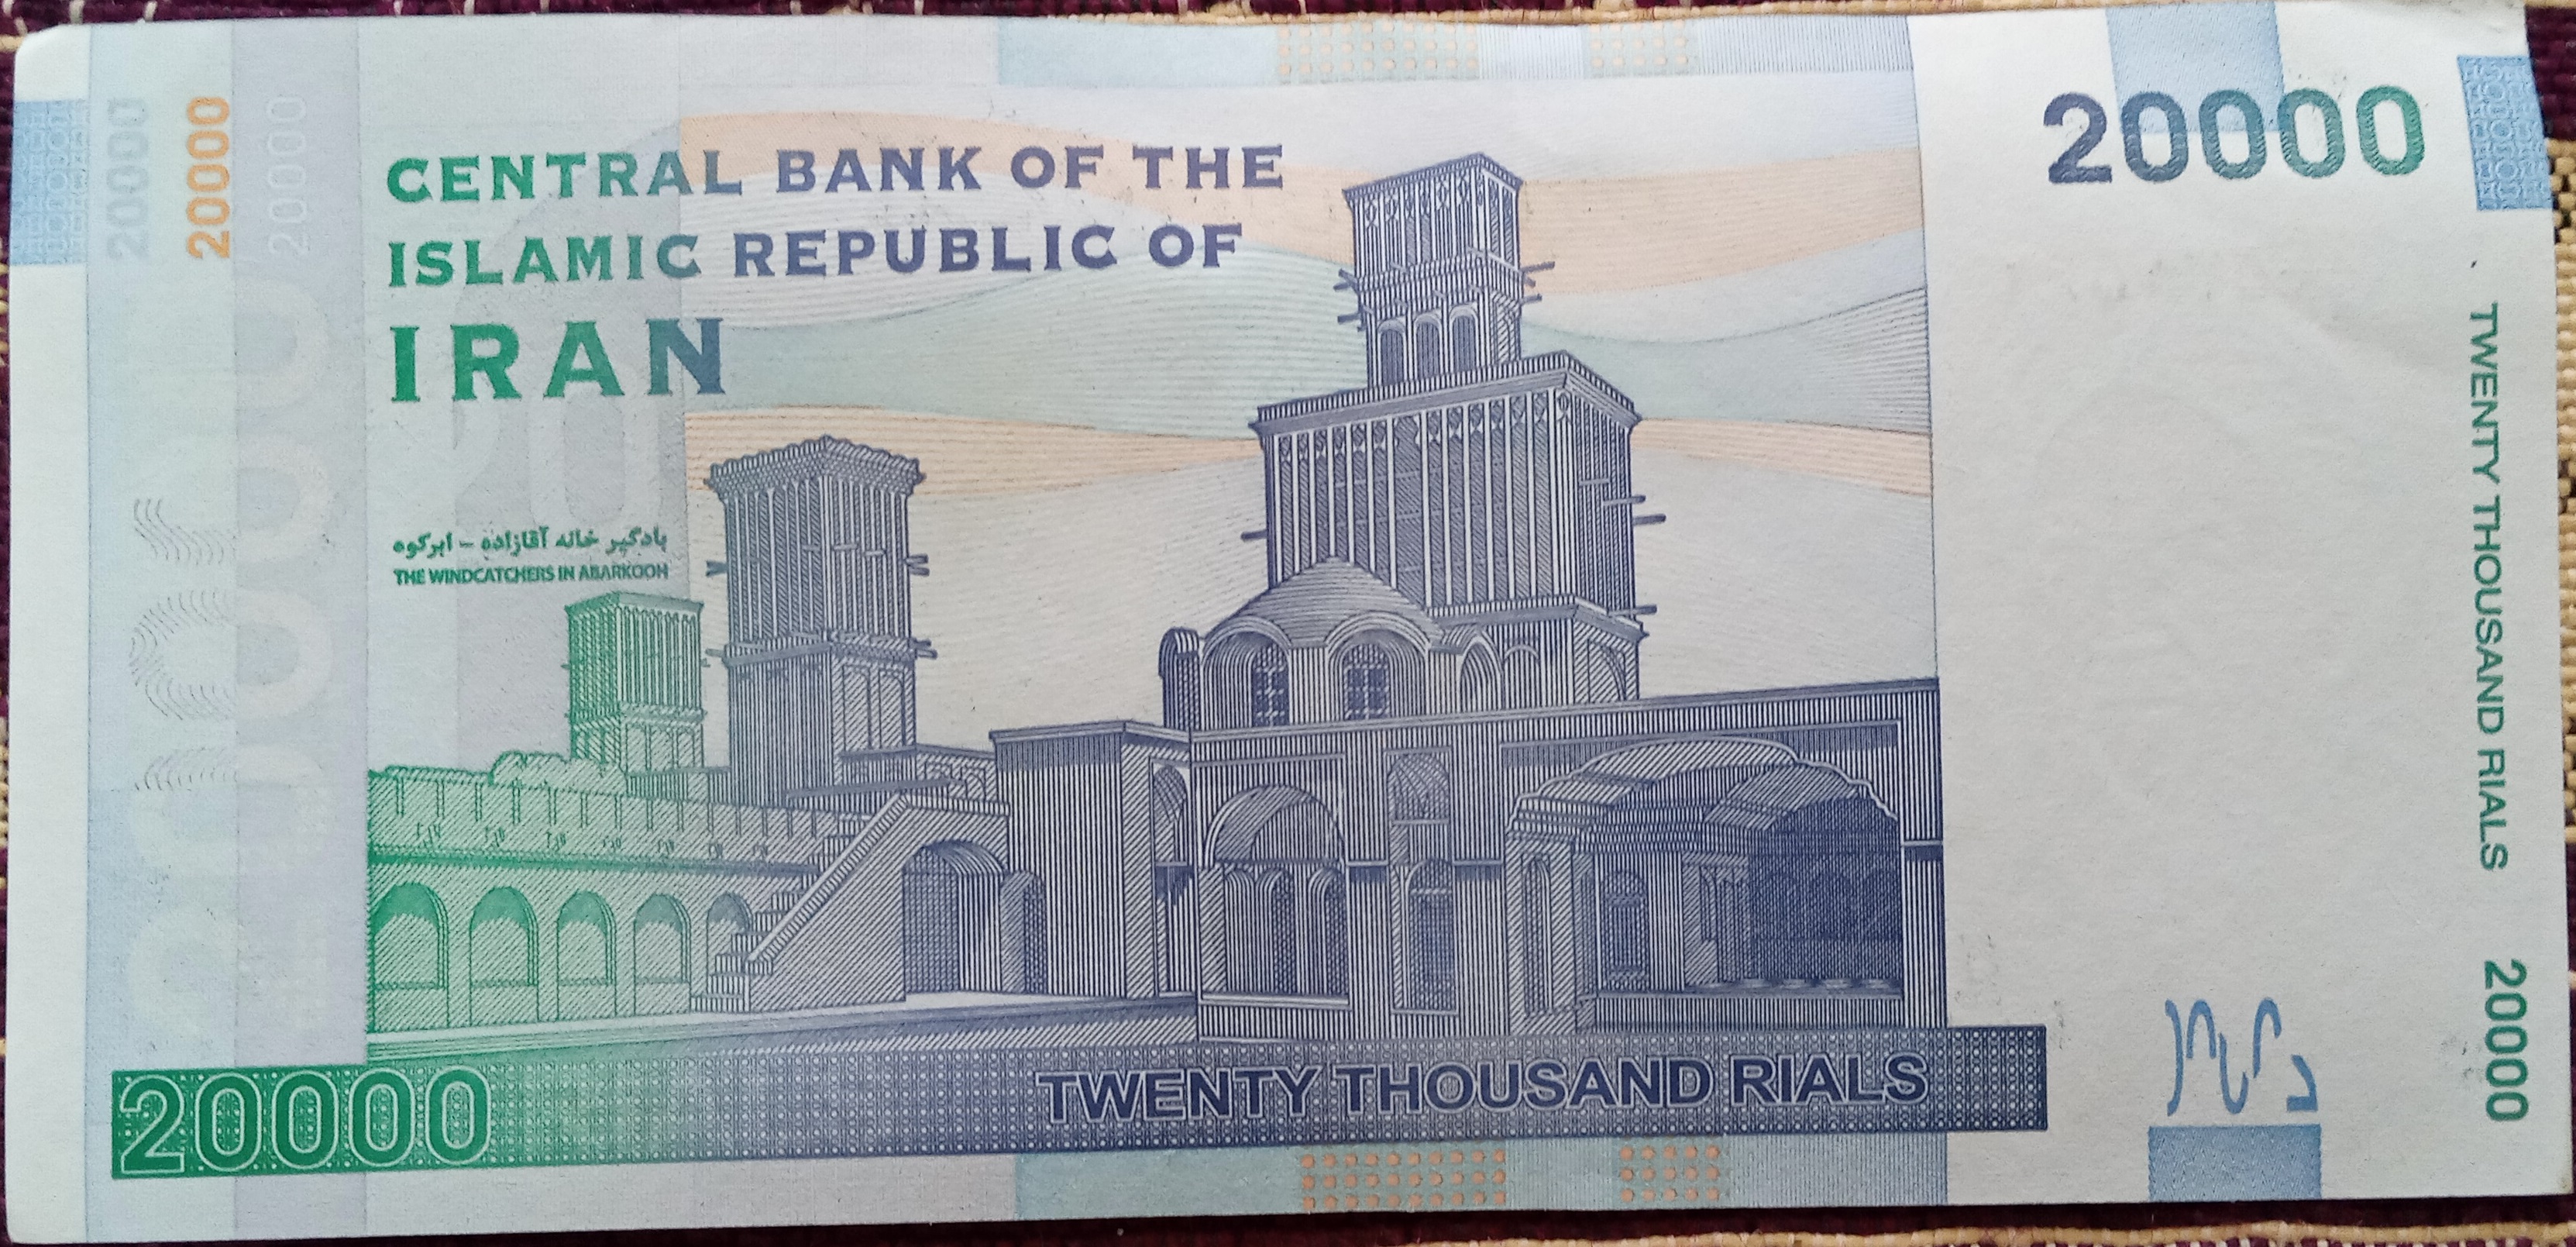 20000
20000
20000
CENTRAL BANK OF THE
ISLAMIC REPUBLIC OF
IRAN
20000
بادگیر خانه آقازاده - ابرکوه
THE WINDCATCHERS IN ABARKOOH
TWENTY THOUSAND RIALS 20000
20000
TWENTY THOUSAND RIALS